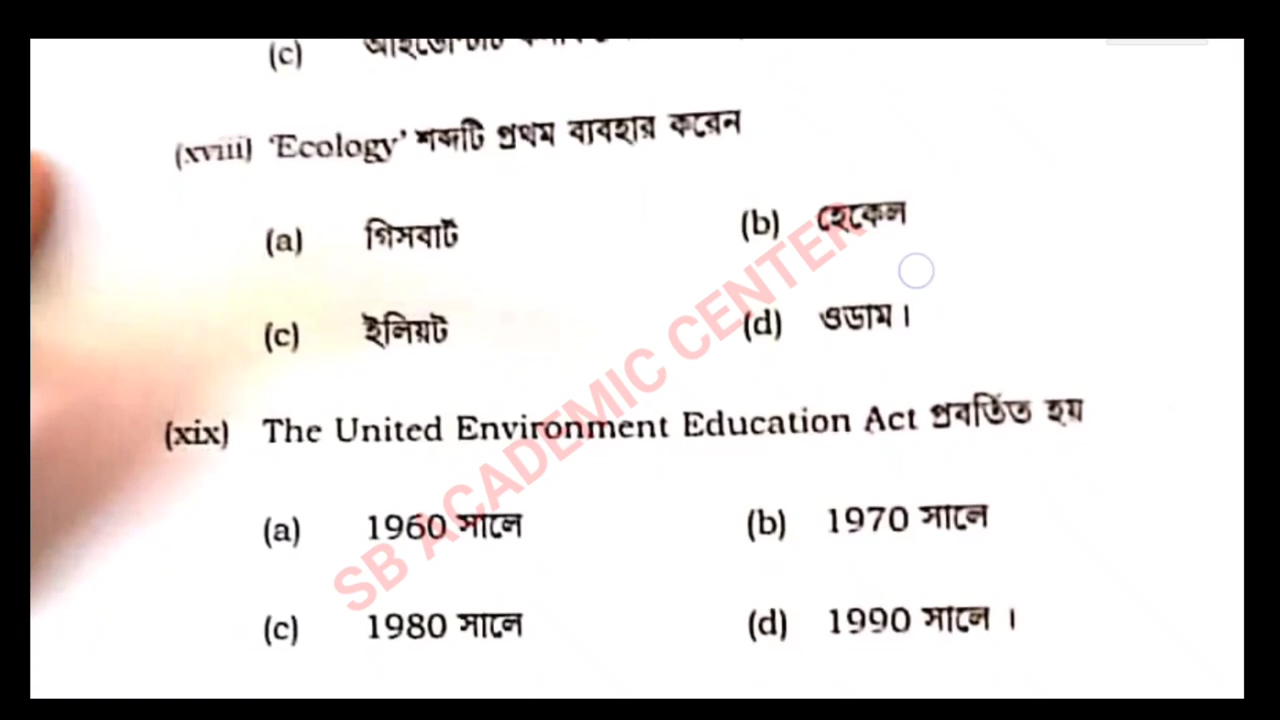 (c)
(xviii) 'Ecology' শব্দটি প্রথম ব্যবহার করেন
(a) গিসবার্ট (b) হেকেল
(c) ইলিয়ট (d) ওডাম ।
(xix) The United Environment Education Act প্রবর্তিত হয়
(a) 1960 সালে (b) 1970 সালে
(c) 1980 সালে (d) 1990 সালে ।
SB ACADEMIC CENTER